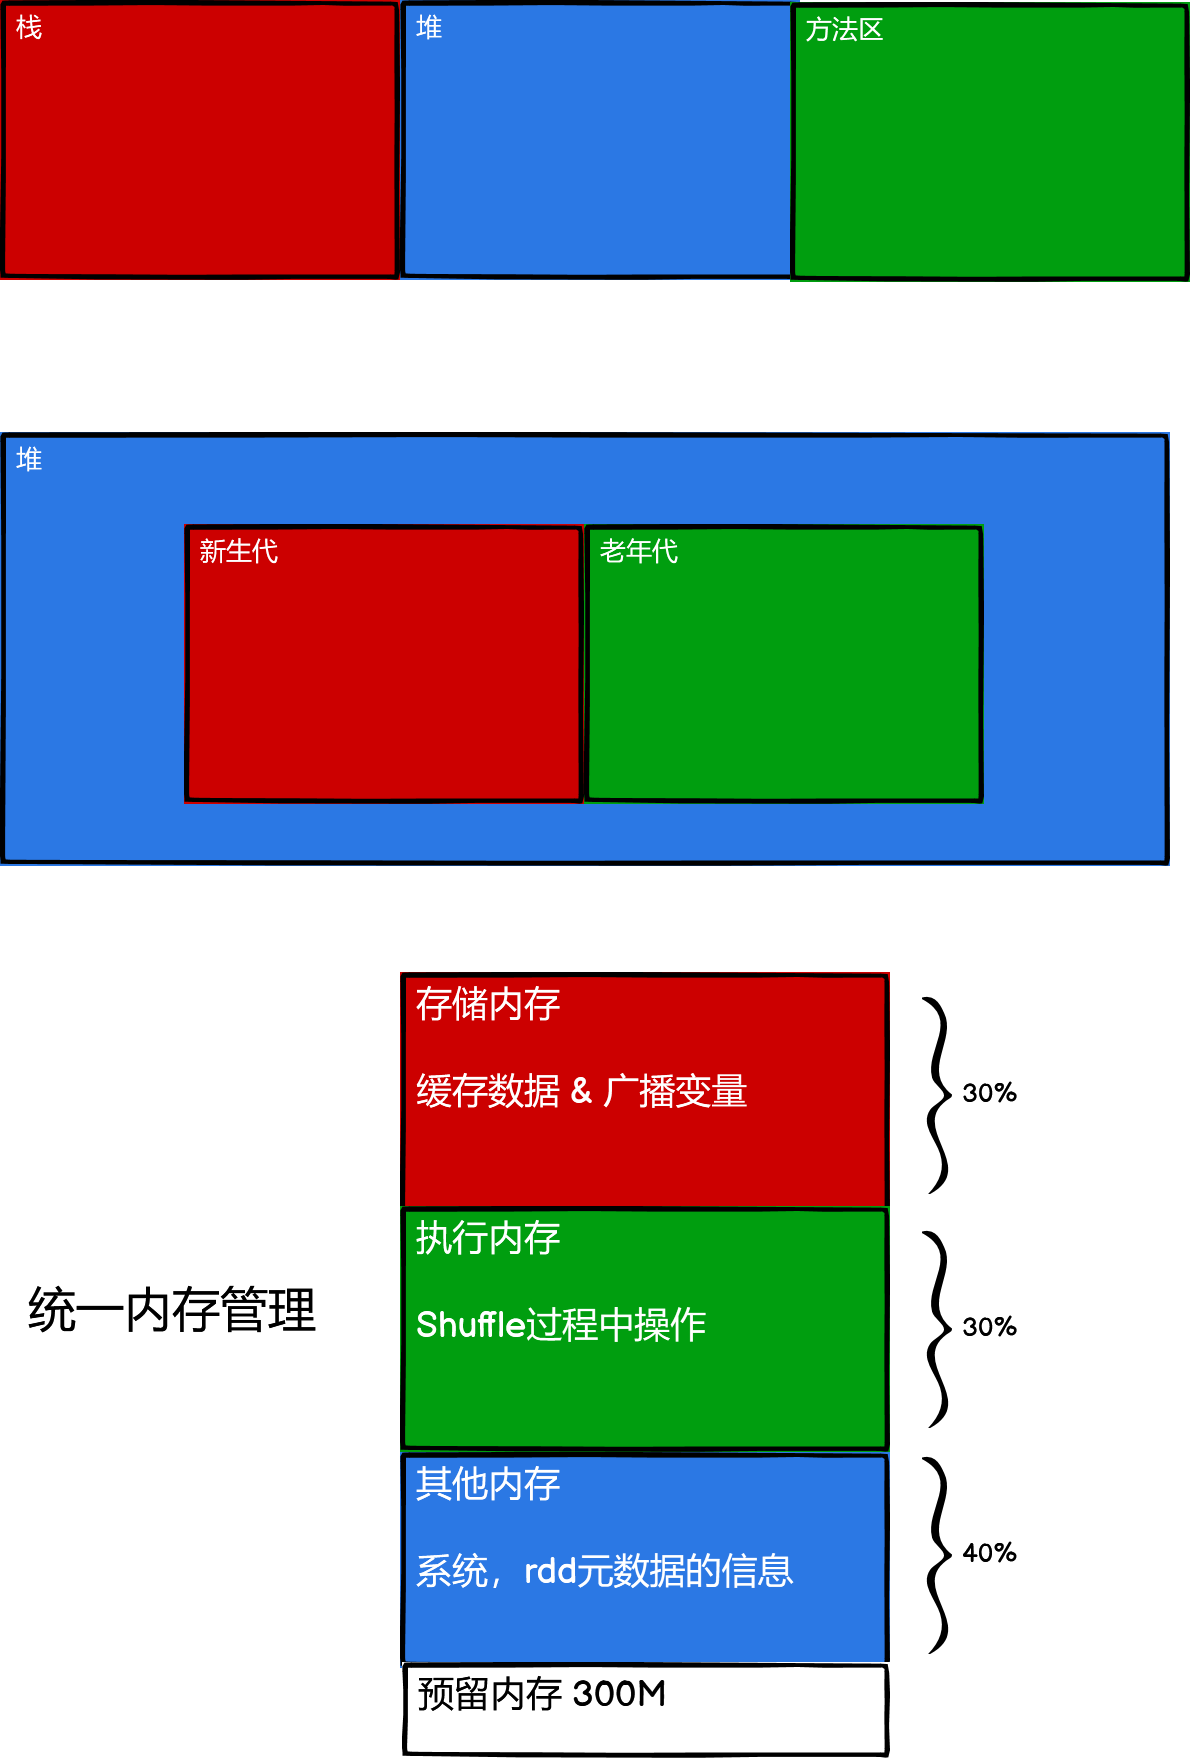 栈
堆
方法区
堆
新生代
老年代
存储内存
缓存数据 & 广播变量
30%
统一内存管理
执行内存
Shuffle过程中操作
30%
其他内存
系统，rdd元数据的信息
40%
预留内存 300M